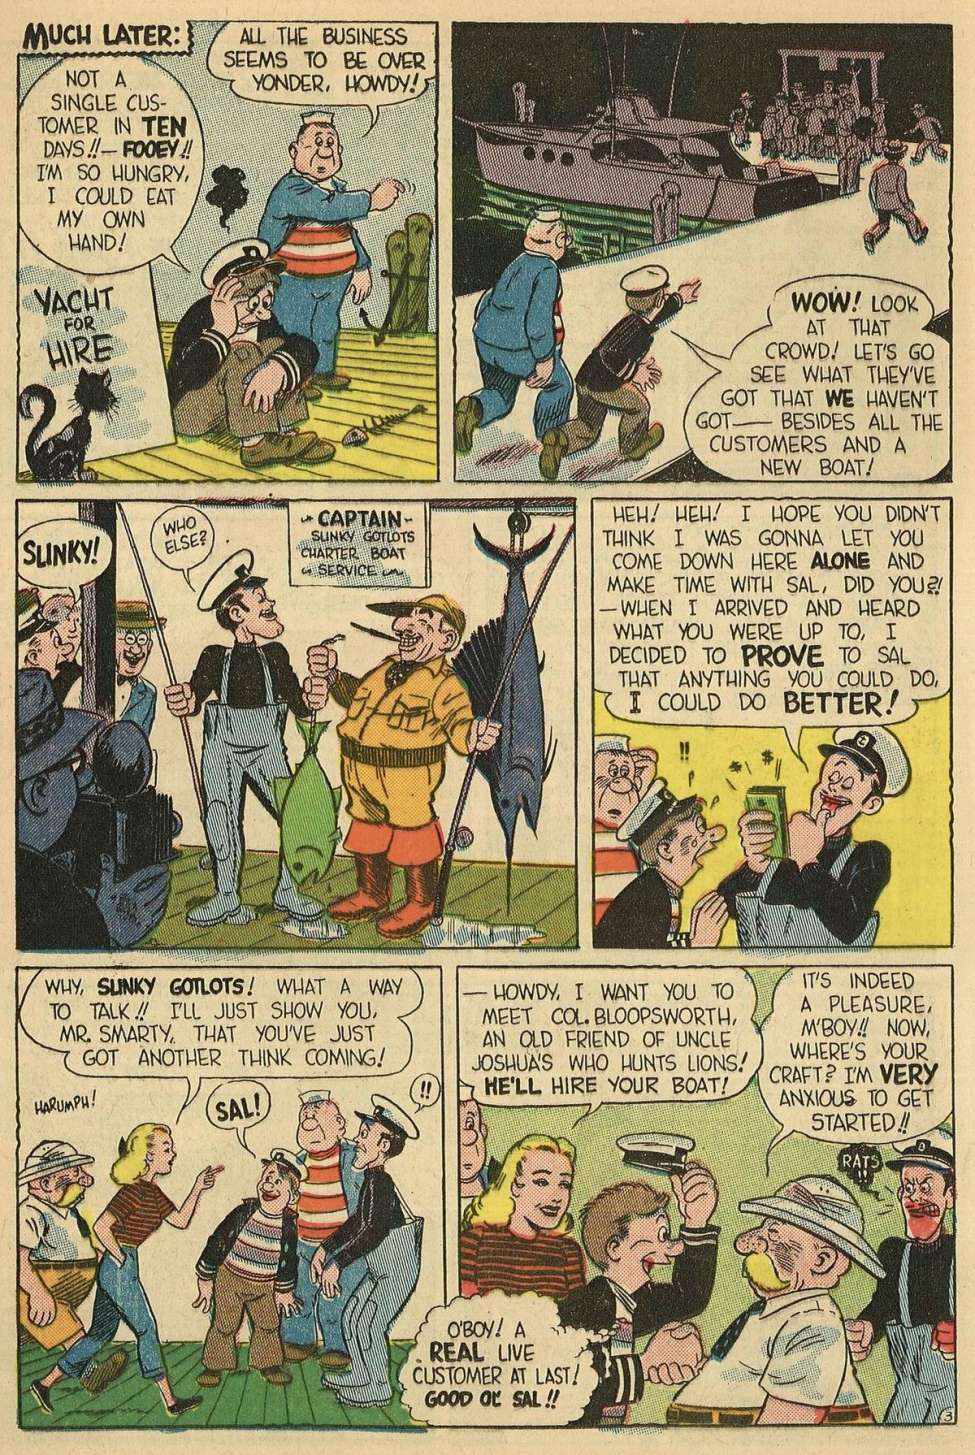 MUCH LATER:
NOT A
SINGLE CUS-
TOMER IN TEN
DAYS!!—FOOEY!!
I'M SO HUNGRY,
I COULD EAT
MY OWN
HAND!
ALL THE BUSINESS
SEEMS TO BE OVER
YONDER, HOWDY!
YACHT
FOR
HIRE
WOW! LOOK
AT THAT
CROWD! LET'S GO
SEE WHAT THEY'VE
GOT THAT WE HAVEN'T
GOT—BESIDES ALL THE
CUSTOMERS AND A
NEW BOAT!
SLINKY!
WHO
ELSE?
CAPTAIN
SLINKY GOTLOTS
CHARTER BOAT
SERVICE
HEH! HEH! I HOPE YOU DIDN'T
THINK I WAS GONNA LET YOU
COME DOWN HERE ALONE AND
MAKE TIME WITH SAL, DID YOU?!
—WHEN I ARRIVED AND HEARD
WHAT YOU WERE UP TO, I
DECIDED TO PROVE TO SAL
THAT ANYTHING YOU COULD DO,
I COULD DO BETTER!
!!
$ $
WHY, SLINKY GOTLOTS! WHAT A WAY
TO TALK!! I'LL JUST SHOW YOU,
MR. SMARTY, THAT YOU'VE JUST
GOT ANOTHER THINK COMING!
HARUMPH!
SAL!
!!
—HOWDY, I WANT YOU TO
MEET COL. BLOOPSWORTH,
AN OLD FRIEND OF UNCLE
JOSHUA'S WHO HUNTS LIONS!
HE'LL HIRE YOUR BOAT!
IT'S INDEED
A PLEASURE,
M'BOY!! NOW,
WHERE'S YOUR
CRAFT? I'M VERY
ANXIOUS TO GET
STARTED!!
RATS
!!
O'BOY! A
REAL LIVE
CUSTOMER AT LAST!
GOOD OL' SAL!!
3